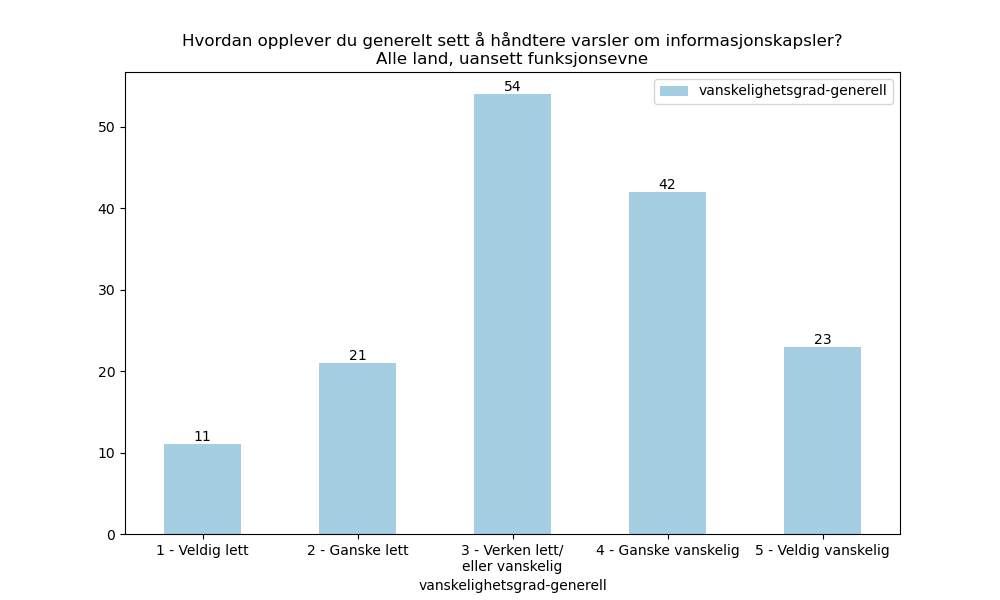 Hvordan opplever du generelt sett å håndtere varsler om informasjonskapsler?
Alle land, uansett funksjonsevne
vanskelighetsgrad-generell
54
42
23
21
11
50
40
30
20
10
0
1 - Veldig lett
2 - Ganske lett
3 - Verken lett/
eller vanskelig
4 - Ganske vanskelig
5 - Veldig vanskelig
vanskelighetsgrad-generell